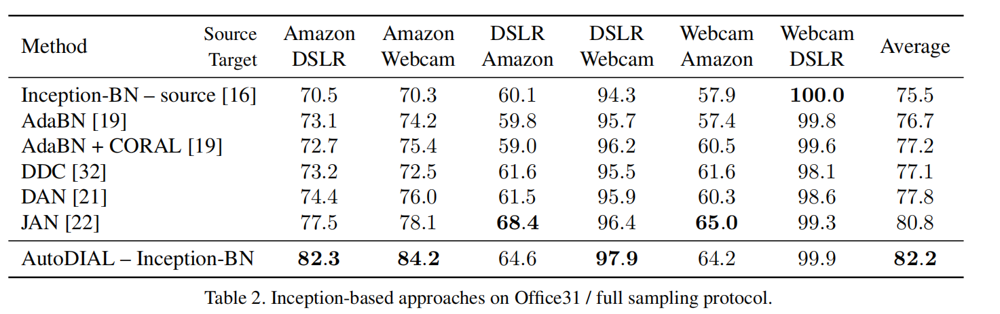 Method Source Amazon Amazon DSLR DSLR Webcam Webcam Average
Target DSLR Webcam Amazon Webcam Amazon DSLR
Inception-BN – source [16] 70.5 70.3 60.1 94.3 57.9 100.0 75.5
AdaBN [19] 73.1 74.2 59.8 95.7 57.4 99.8 76.7
AdaBN + CORAL [19] 72.7 75.4 59.0 96.2 60.5 99.6 77.2
DDC [32] 73.2 72.5 61.6 95.5 61.6 98.1 77.1
DAN [21] 74.4 76.0 61.5 95.9 60.3 98.6 77.8
JAN [22] 77.5 78.1 68.4 96.4 65.0 99.3 80.8
AutoDIAL – Inception-BN 82.3 84.2 64.6 97.9 64.2 99.9 82.2
Table 2. Inception-based approaches on Office31 / full sampling protocol.